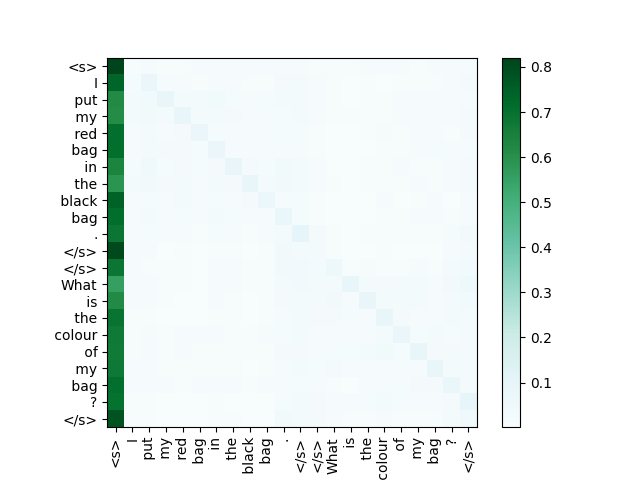 <s>
I
put
my
red
bag
in
the
black
bag
.
</s>
</s>
What
is
the
colour
of
my
bag
?
</s>
<s>
I
put
my
red
bag
in
the
black
bag
.
</s>
</s>
What
is
the
colour
of
my
bag
?
</s>
0.8
0.7
0.6
0.5
0.4
0.3
0.2
0.1